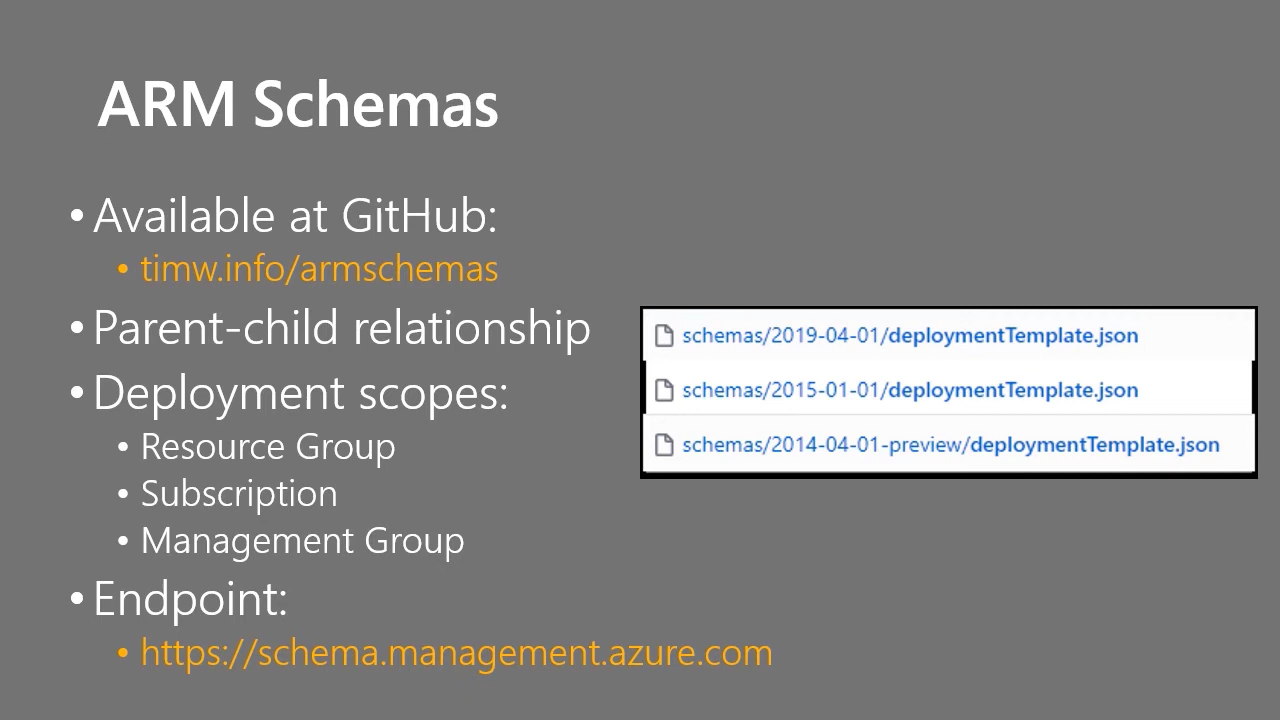 ARM Schemas
• Available at GitHub:
• timw.info/armschemas
• Parent-child relationship
• Deployment scopes:
• Resource Group
• Subscription
• Management Group
• Endpoint:
• https://schema.management.azure.com
schemas/2019-04-01/deploymentTemplate.json
schemas/2015-01-01/deploymentTemplate.json
schemas/2014-04-01-preview/deploymentTemplate.json